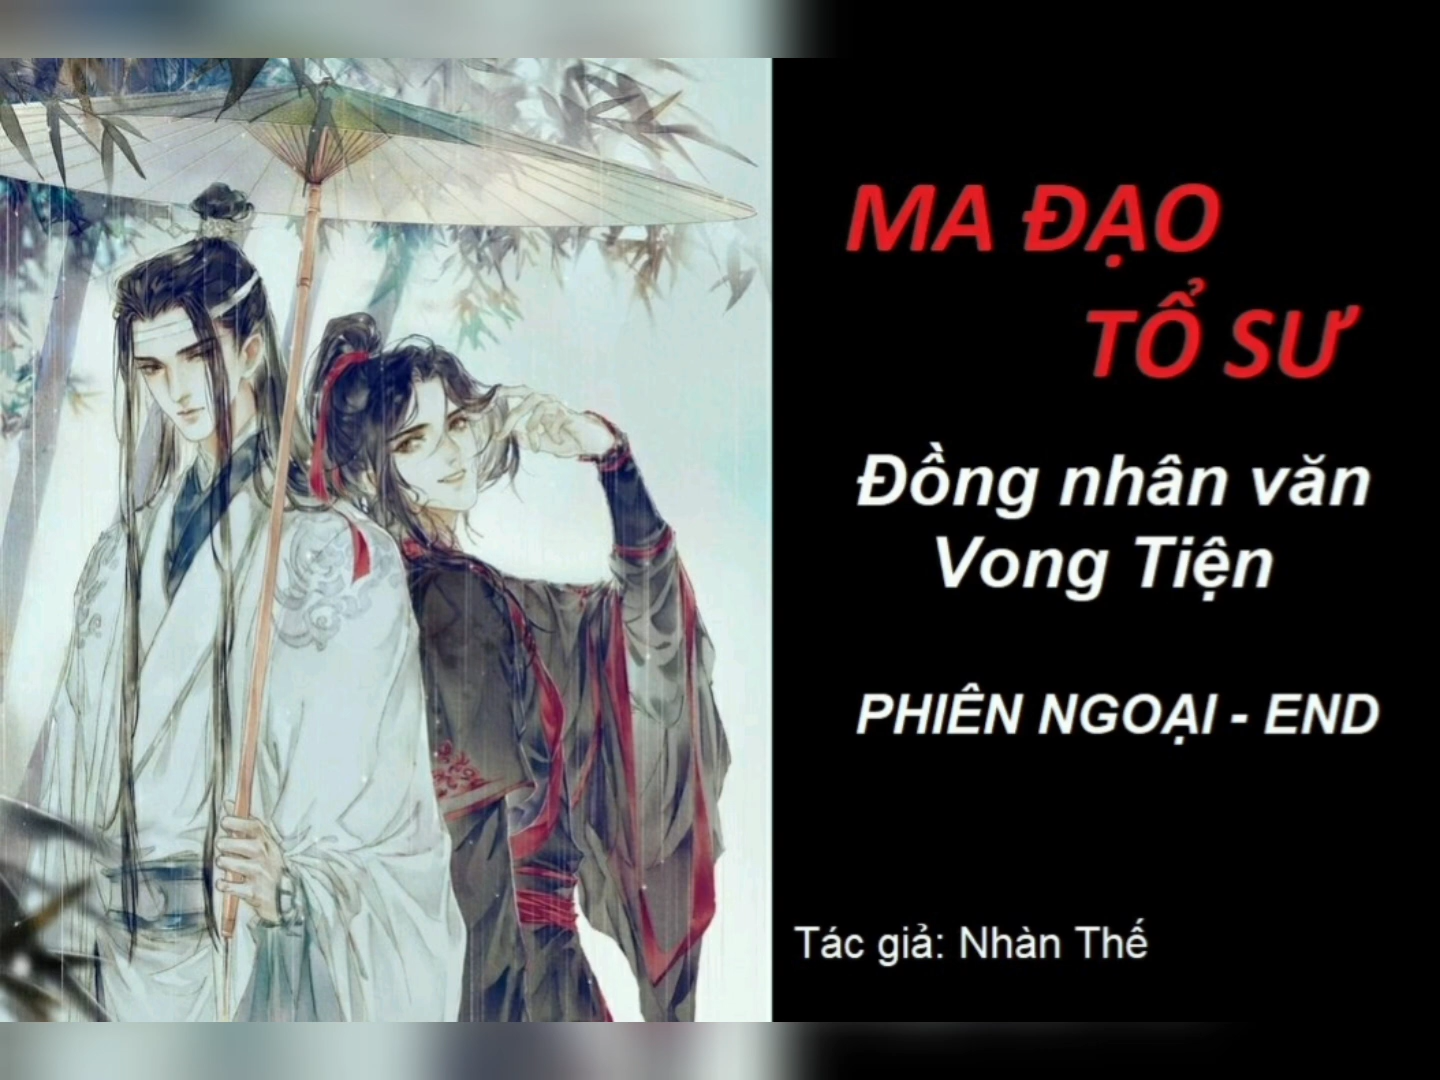 MA ĐẠO
TỔ SƯ
Đồng nhân văn
Vong Tiện
PHIÊN NGOẠI - END
Tác giả: Nhàn Thế